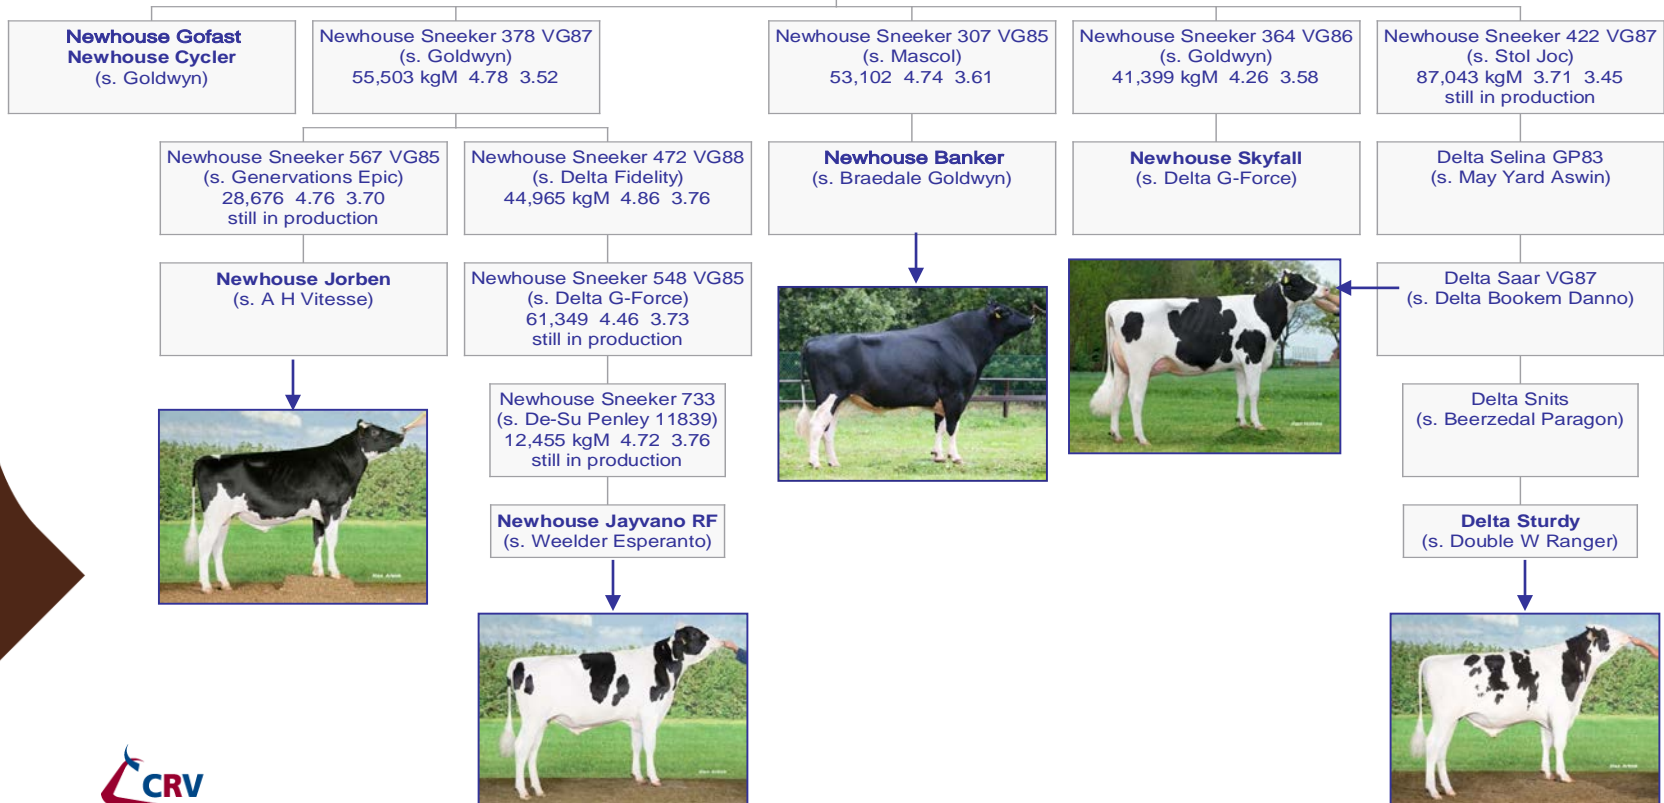 Newhouse Gofast
Newhouse Cycler
(s. Goldwyn)
Newhouse Sneeker 378 VG87
(s. Goldwyn)
55,503 kgM 4.78 3.52
Newhouse Sneeker 307 VG85
(s. Mascol)
53,102 4.74 3.61
Newhouse Sneeker 364 VG86
(s. Goldwyn)
41,399 kgM 4.26 3.58
Newhouse Sneeker 422 VG87
(s. Stol Joc)
87,043 kgM 3.71 3.45
still in production
Newhouse Sneeker 567 VG85
(s. Genervations Epic)
28,676 4.76 3.70
still in production
Newhouse Sneeker 472 VG88
(s. Delta Fidelity)
44,965 kgM 4.86 3.76
Newhouse Banker
(s. Braedale Goldwyn)
Newhouse Skyfall
(s. Delta G-Force)
Delta Selina GP83
(s. May Yard Aswin)
Newhouse Jorben
(s. A H Vitesse)
Newhouse Sneeker 548 VG85
(s. Delta G-Force)
61,349 4.46 3.73
still in production
Delta Saar VG87
(s. Delta Bookem Danno)
Newhouse Sneeker 733
(s. De-Su Penley 11839)
12,455 kgM 4.72 3.76
still in production
Delta Snits
(s. Beerzedal Paragon)
Newhouse Jayvano RF
(s. Weelder Esperanto)
Delta Sturdy
(s. Double W Ranger)
CRV